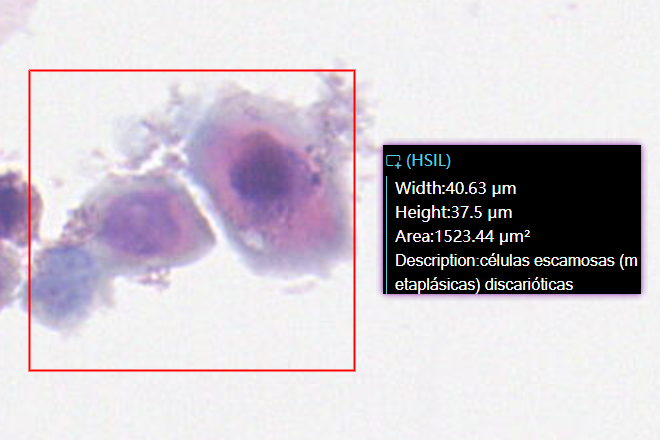 (HSIL)
Width:40.63 µm
Height:37.5 µm
Area:1523.44 µm²
Description:células escamosas (m
etaplásicas) discarióticas